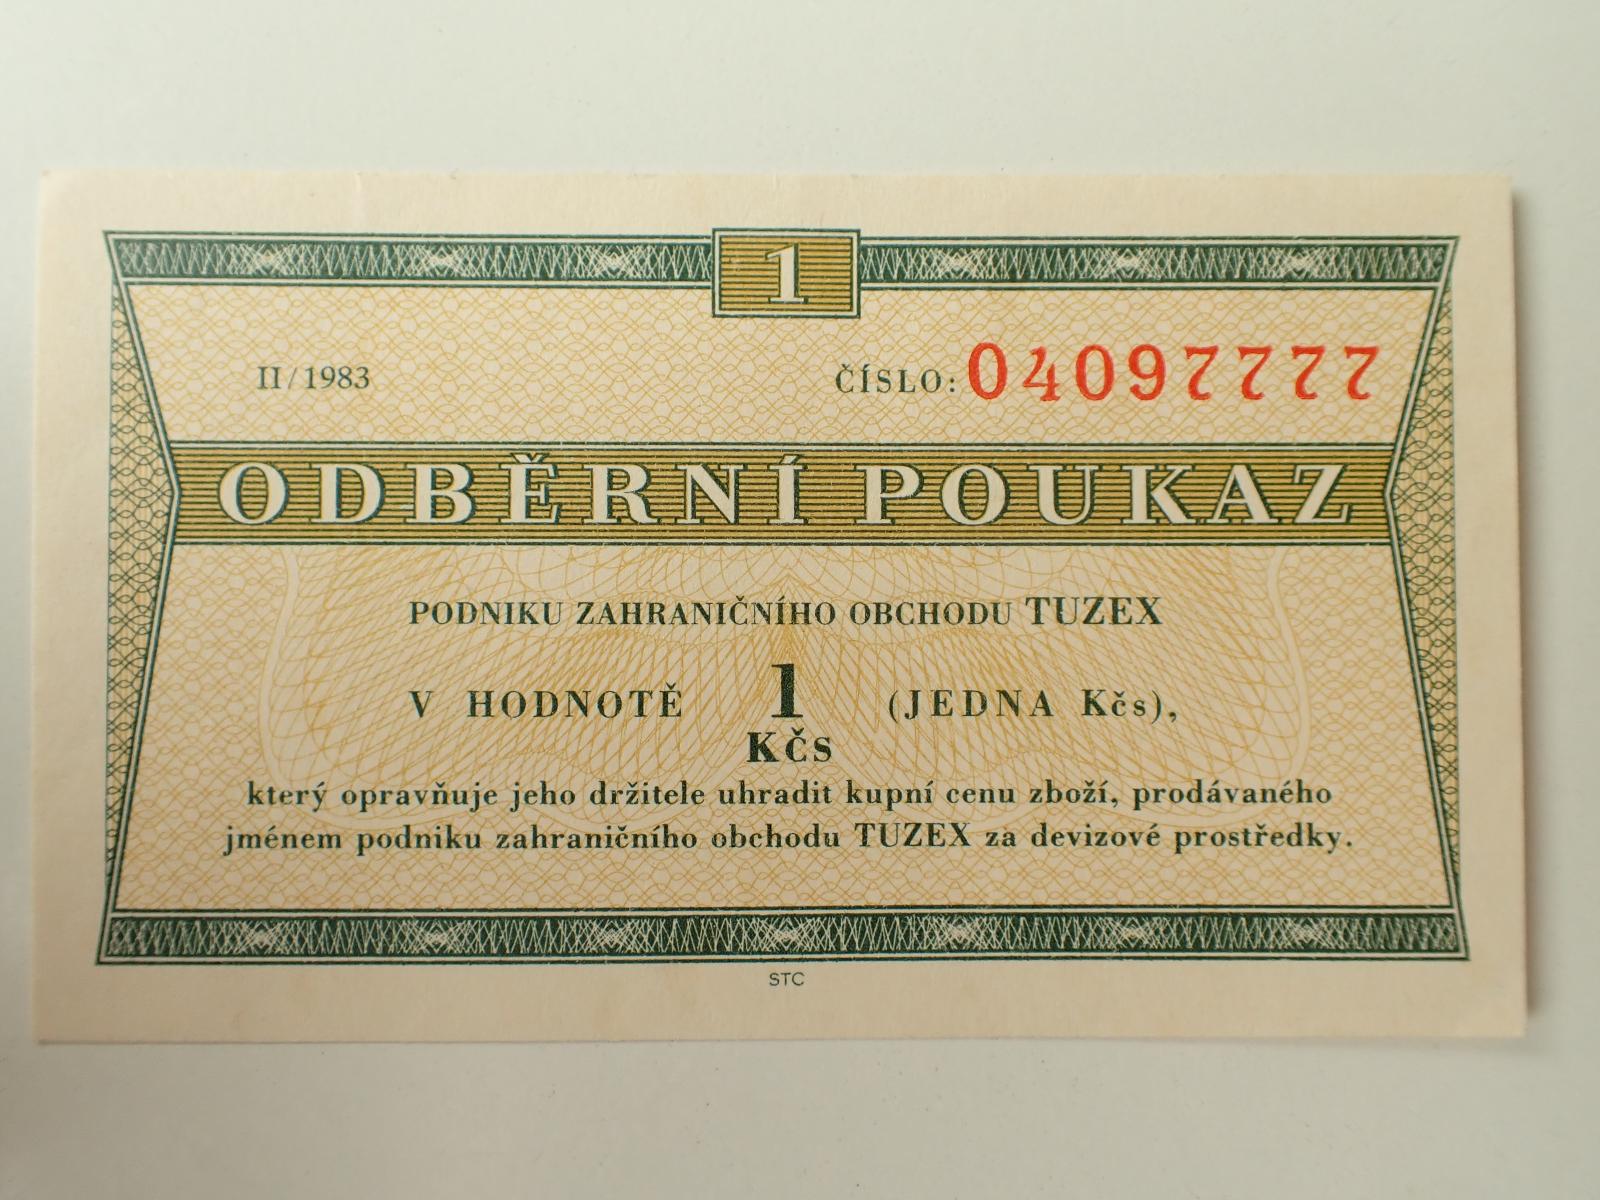 1
II/1983 ČÍSLO: 04097777
ODBĚRNÍ POUKAZ
PODNIKU ZAHRANIČNÍHO OBCHODU TUZEX
V HODNOTĚ 1 (JEDNA Kčs),
Kčs
který opravňuje jeho držitele uhradit kupní cenu zboží, prodávaného
jménem podniku zahraničního obchodu TUZEX za devizové prostředky.
STC